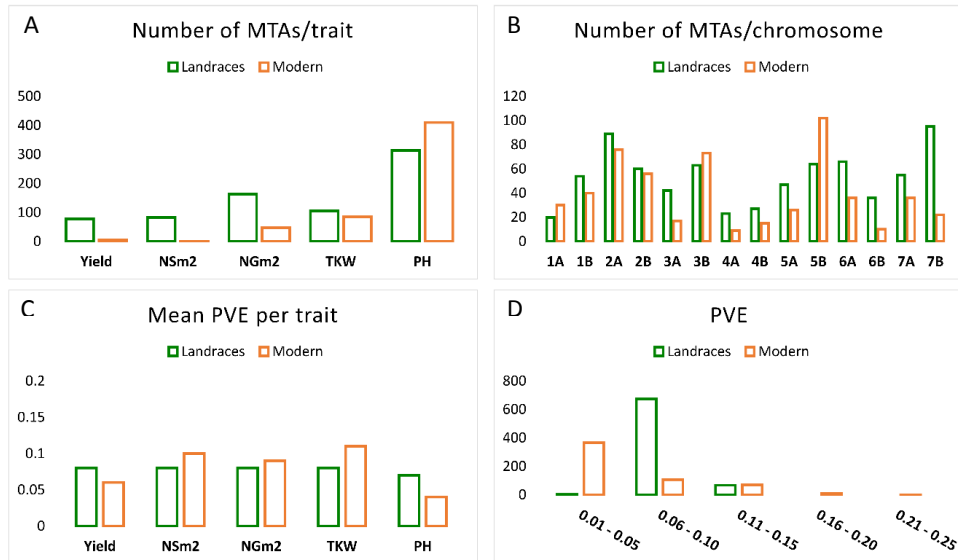 A
Number of MTAs/trait
Landraces Modern
500
400
300
200
100
0
Yield NSm2 NGm2 TKW PH
B
Number of MTAs/chromosome
Landraces Modern
120
100
80
60
40
20
0
1A 1B 2A 2B 3A 3B 4A 4B 5A 5B 6A 6B 7A 7B
C
Mean PVE per trait
Landraces Modern
0.2
0.15
0.1
0.05
0
Yield NSm2 NGm2 TKW PH
D
PVE
Landraces Modern
800
600
400
200
0
0.01 - 0.05 0.06 - 0.10 0.11 - 0.15 0.16 - 0.20 0.21 - 0.25